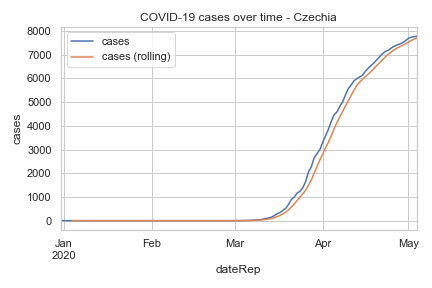 COVID-19 cases over time - Czechia
cases
cases (rolling)
8000
7000
6000
5000
4000
3000
2000
1000
0
cases
Jan
2020
Feb
Mar
Apr
May
dateRep